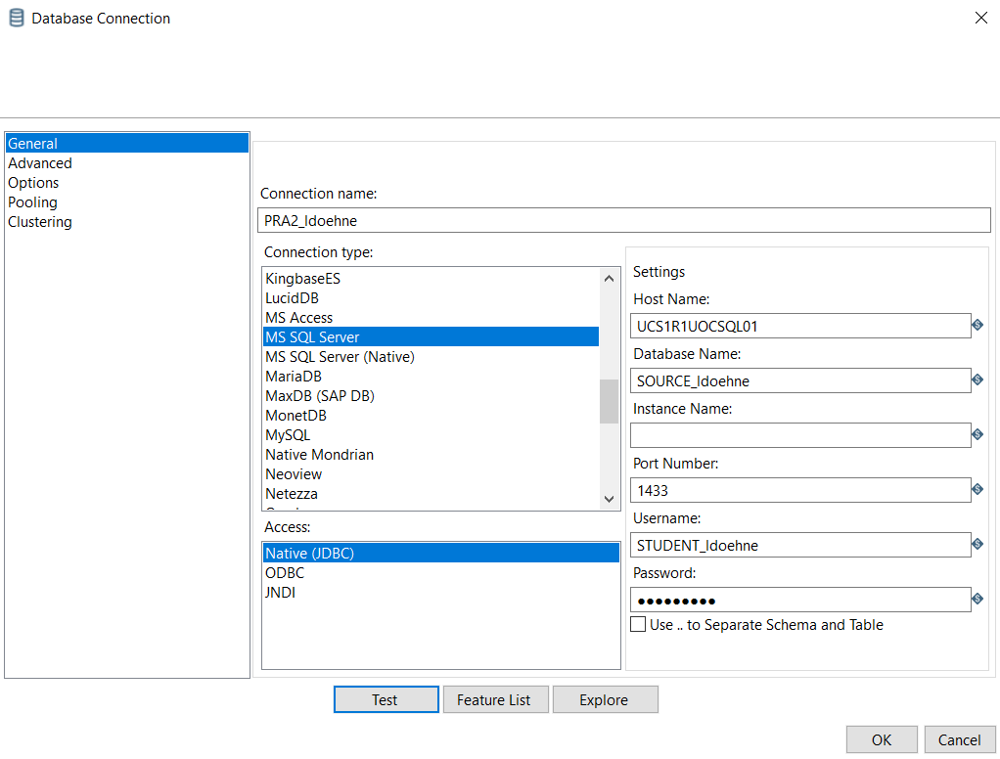 Database Connection
General
Advanced
Options
Pooling
Clustering
Connection name:
PRA2_ldoehne
Connection type:
KingbaseES
LucidDB
MS Access
MS SQL Server
MS SQL Server (Native)
MariaDB
MaxDB (SAP DB)
MonetDB
MySQL
Native Mondrian
Neoview
Netezza
Access:
Native (JDBC)
ODBC
JNDI
Settings
Host Name:
UCS1R1UOCSQL01
Database Name:
SOURCE_ldoehne
Instance Name:
Port Number:
1433
Username:
STUDENT_ldoehne
Password:
●●●●●●●●●
Use .. to Separate Schema and Table
Test
Feature List
Explore
OK
Cancel